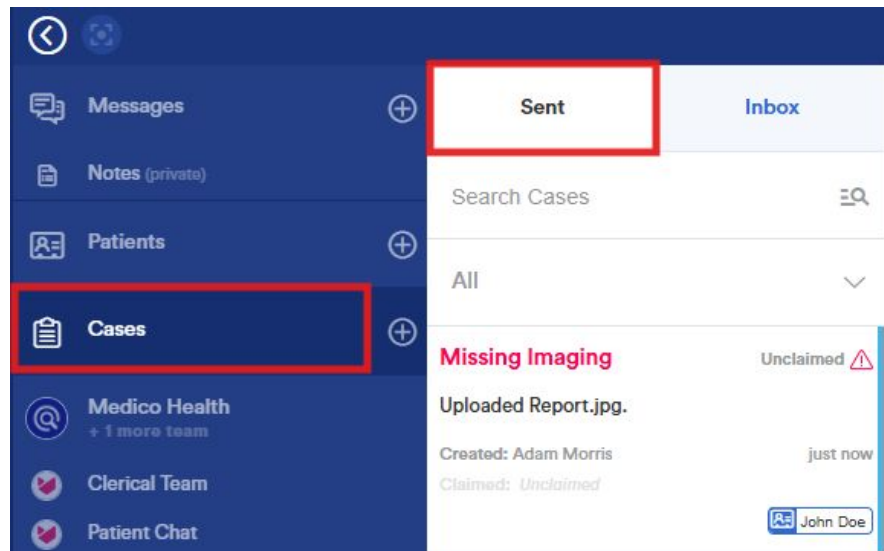 Messages
Notes (private)
Patients
Cases
Medico Health
+ 1 more team
Clerical Team
Patient Chat
Sent
Inbox
Search Cases
All
Missing Imaging
Unclaimed
Uploaded Report.jpg.
Created: Adam Morris
just now
Claimed: Unclaimed
John Doe